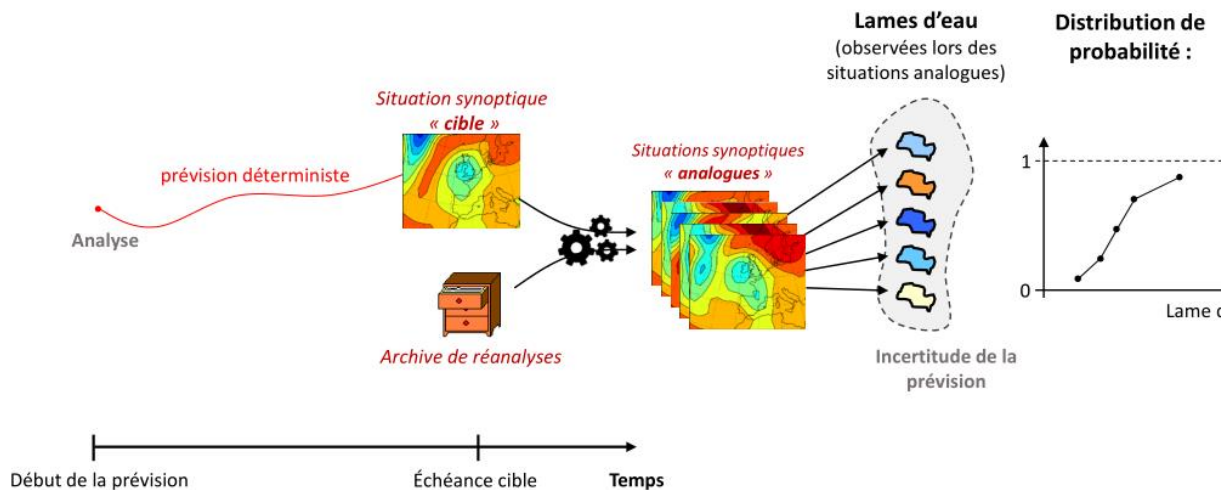 Lames d'eau
(observées lors des
situations analogues)
Distribution de
probabilité :
Situation synoptique
« cible »
prévision déterministe
Situations synoptiques
« analogues »
Analyse
1
0
Lame d
Archive de réanalyses
Incertitude de la
prévision
Début de la prévision
Échéance cible
Temps